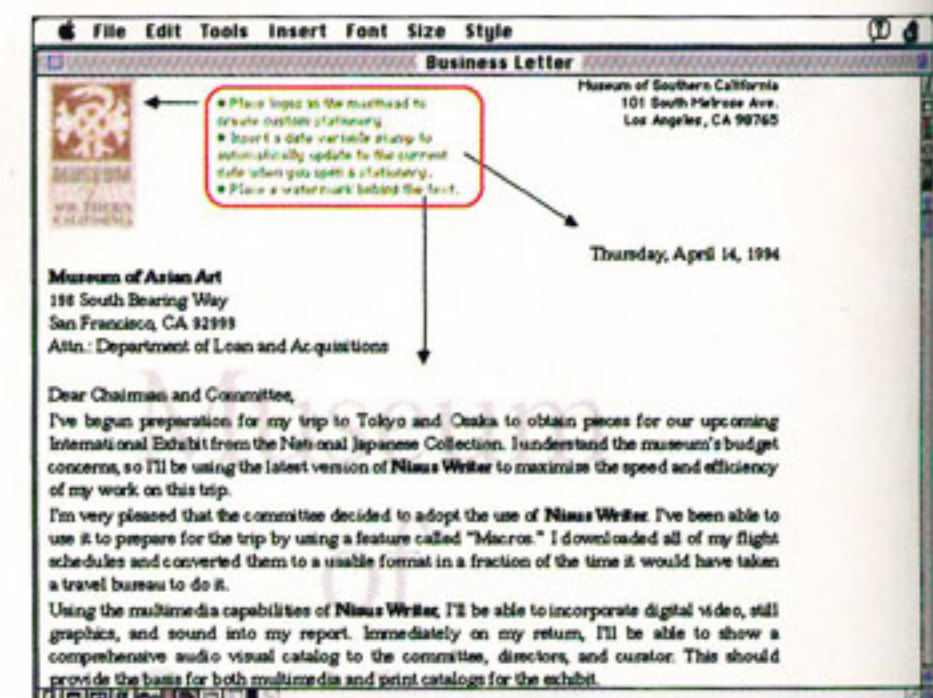 File Edit Tools Insert Font Size Style
Business Letter
Museum of Southern California
101 South Melrose Ave.
Los Angeles, CA 90765
MUSEUM
OF
SOUTHERN
CALIFORNIA
• Place logos in the masthead to
create custom stationery.
• Insert a date variable stamp to
automatically update to the current
date when you open a stationery.
• Place a watermark behind the text.
Thursday, April 14, 1994
Museum of Asian Art
198 South Bearing Way
San Francisco, CA 92999
Attn.: Department of Loan and Acquisitions
Dear Chairman and Committee,
I've begun preparation for my trip to Tokyo and Osaka to obtain pieces for our upcoming
International Exhibit from the National Japanese Collection. I understand the museum's budget
concerns, so I'll be using the latest version of Nisus Writer to maximize the speed and efficiency
of my work on this trip.
I'm very pleased that the committee decided to adopt the use of Nisus Writer. I've been able to
use it to prepare for the trip by using a feature called "Macros." I downloaded all of my flight
schedules and converted them to a usable format in a fraction of the time it would have taken
a travel bureau to do it.
Using the multimedia capabilities of Nisus Writer, I'll be able to incorporate digital video, still
graphics, and sound into my report. Immediately on my return, I'll be able to show a
comprehensive audio visual catalog to the committee, directors, and curator. This should
provide the basis for both multimedia and print catalogs for the exhibit.
Museum
of